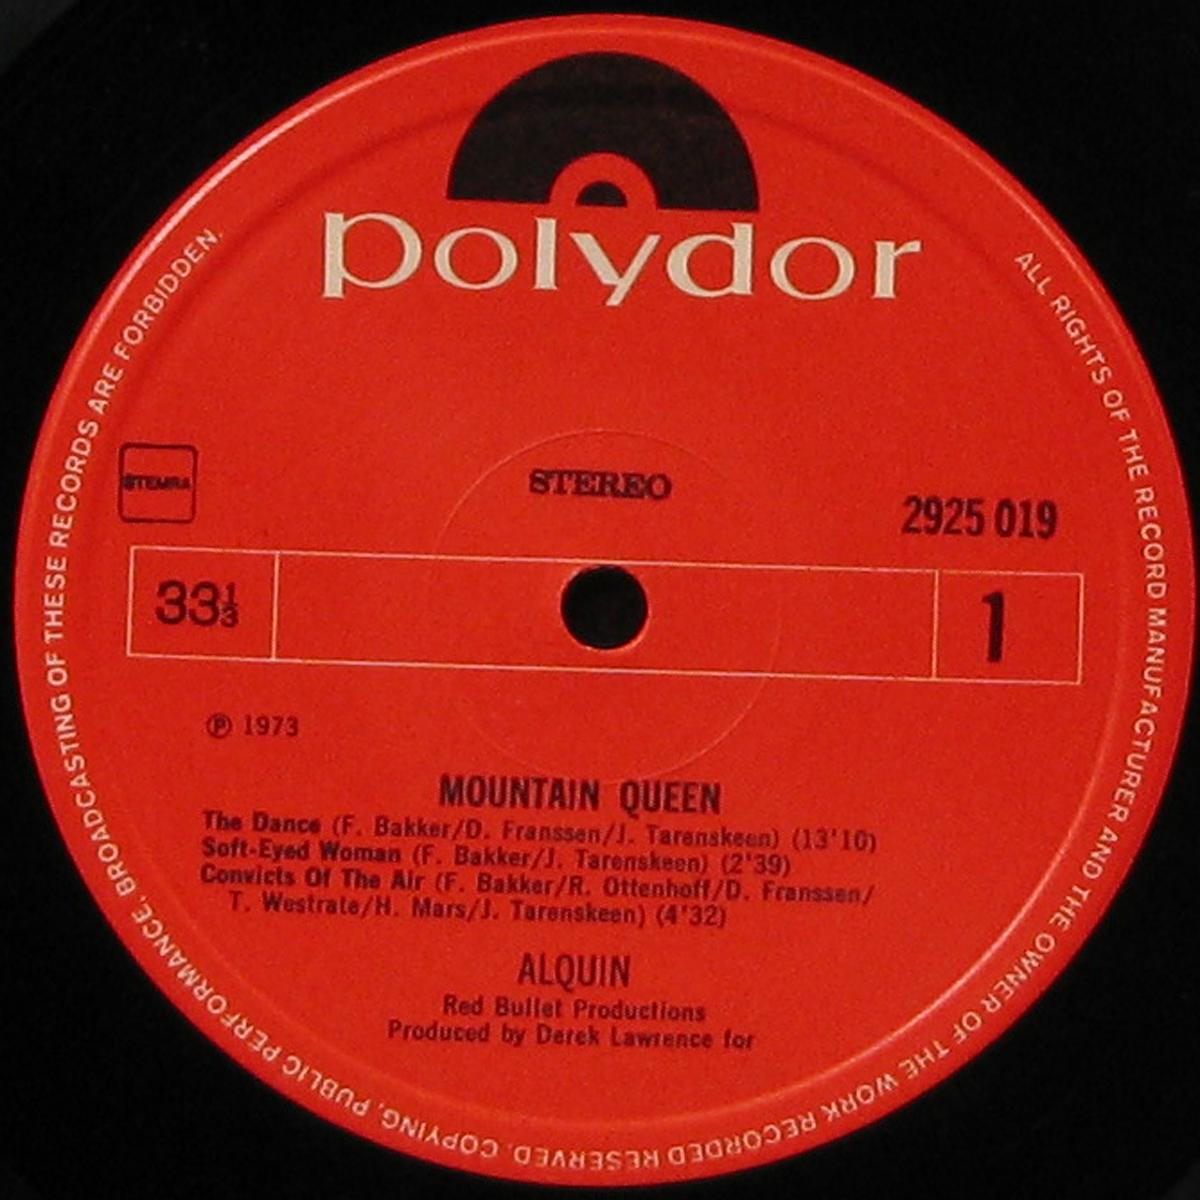 polydor
STEREO
STEMRA
2925 019
33⅓
1
℗ 1973
MOUNTAIN QUEEN
The Dance (F. Bakker/D. Franssen/J. Tarenskeen) (13'10)
Soft-Eyed Woman (F. Bakker/J. Tarenskeen) (2'39)
Convicts Of The Air (F. Bakker/R. Ottenhoff/D. Franssen/
T. Westrate/H. Mars/J. Tarenskeen) (4'32)
ALQUIN
Red Bullet Productions
Produced by Derek Lawrence for
ALL RIGHTS OF THE RECORD MANUFACTURER AND THE OWNER OF THE WORK RECORDED RESERVED. COPYING, PUBLIC PERFORMANCE, BROADCASTING OF THESE RECORDS ARE FORBIDDEN.